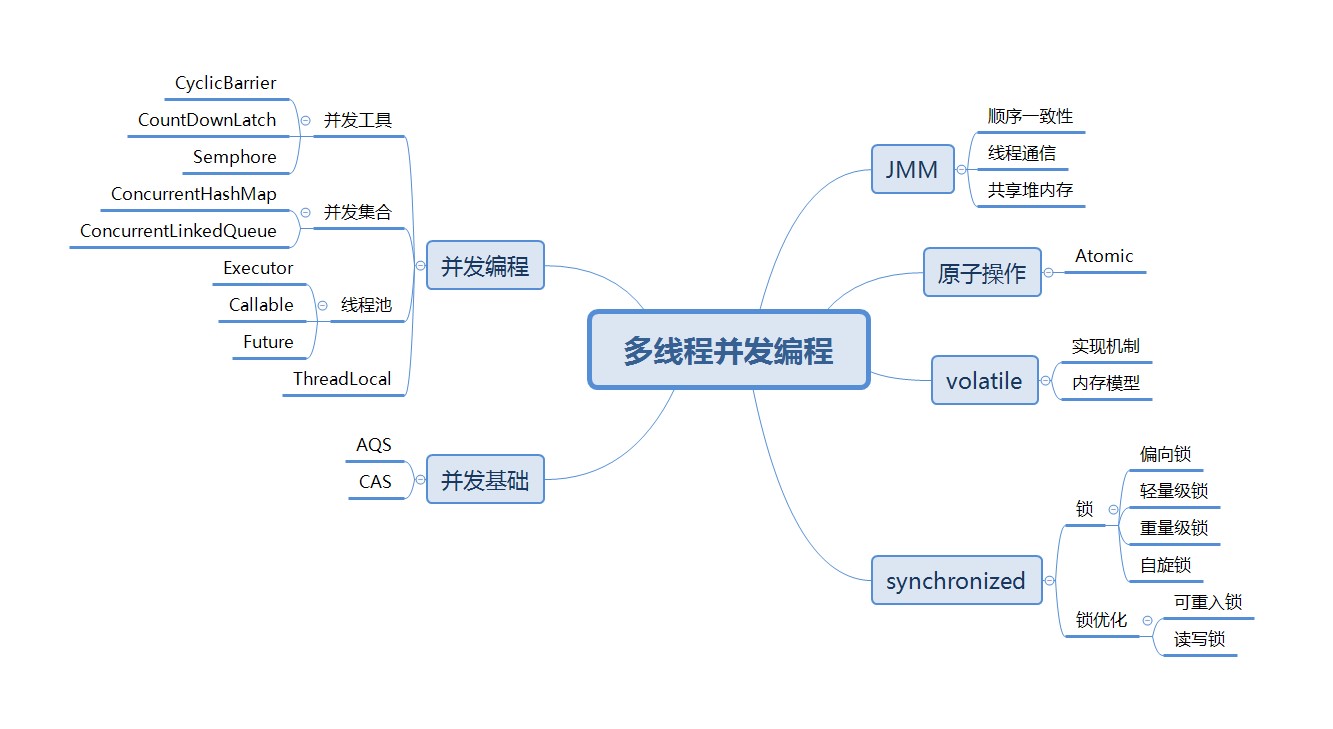 多线程并发编程
JMM
顺序一致性
线程通信
共享堆内存
原子操作
Atomic
volatile
实现机制
内存模型
synchronized
锁
偏向锁
轻量级锁
重量级锁
自旋锁
锁优化
可重入锁
读写锁
并发编程
并发工具
CyclicBarrier
CountDownLatch
Semphore
并发集合
ConcurrentHashMap
ConcurrentLinkedQueue
线程池
Executor
Callable
Future
ThreadLocal
并发基础
AQS
CAS